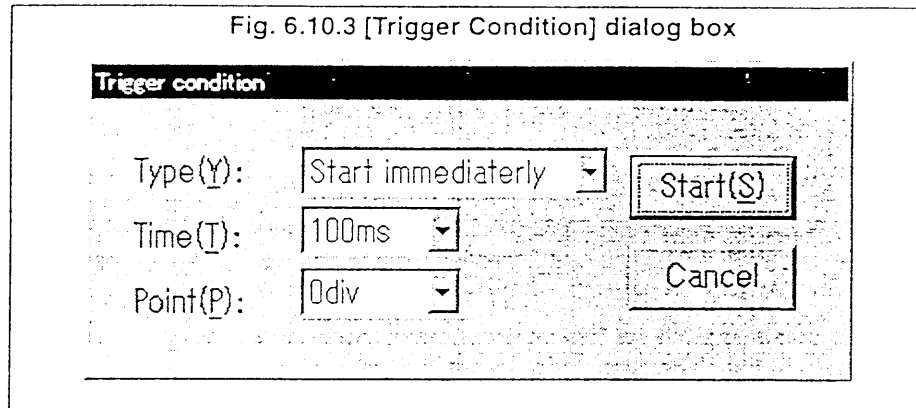 Fig. 6.10.3 [Trigger Condition] dialog box
Trigger condition
Type(Y): Start immediaterly Start(S)
Time(T): 100ms
Cancel
Point(P): 0div